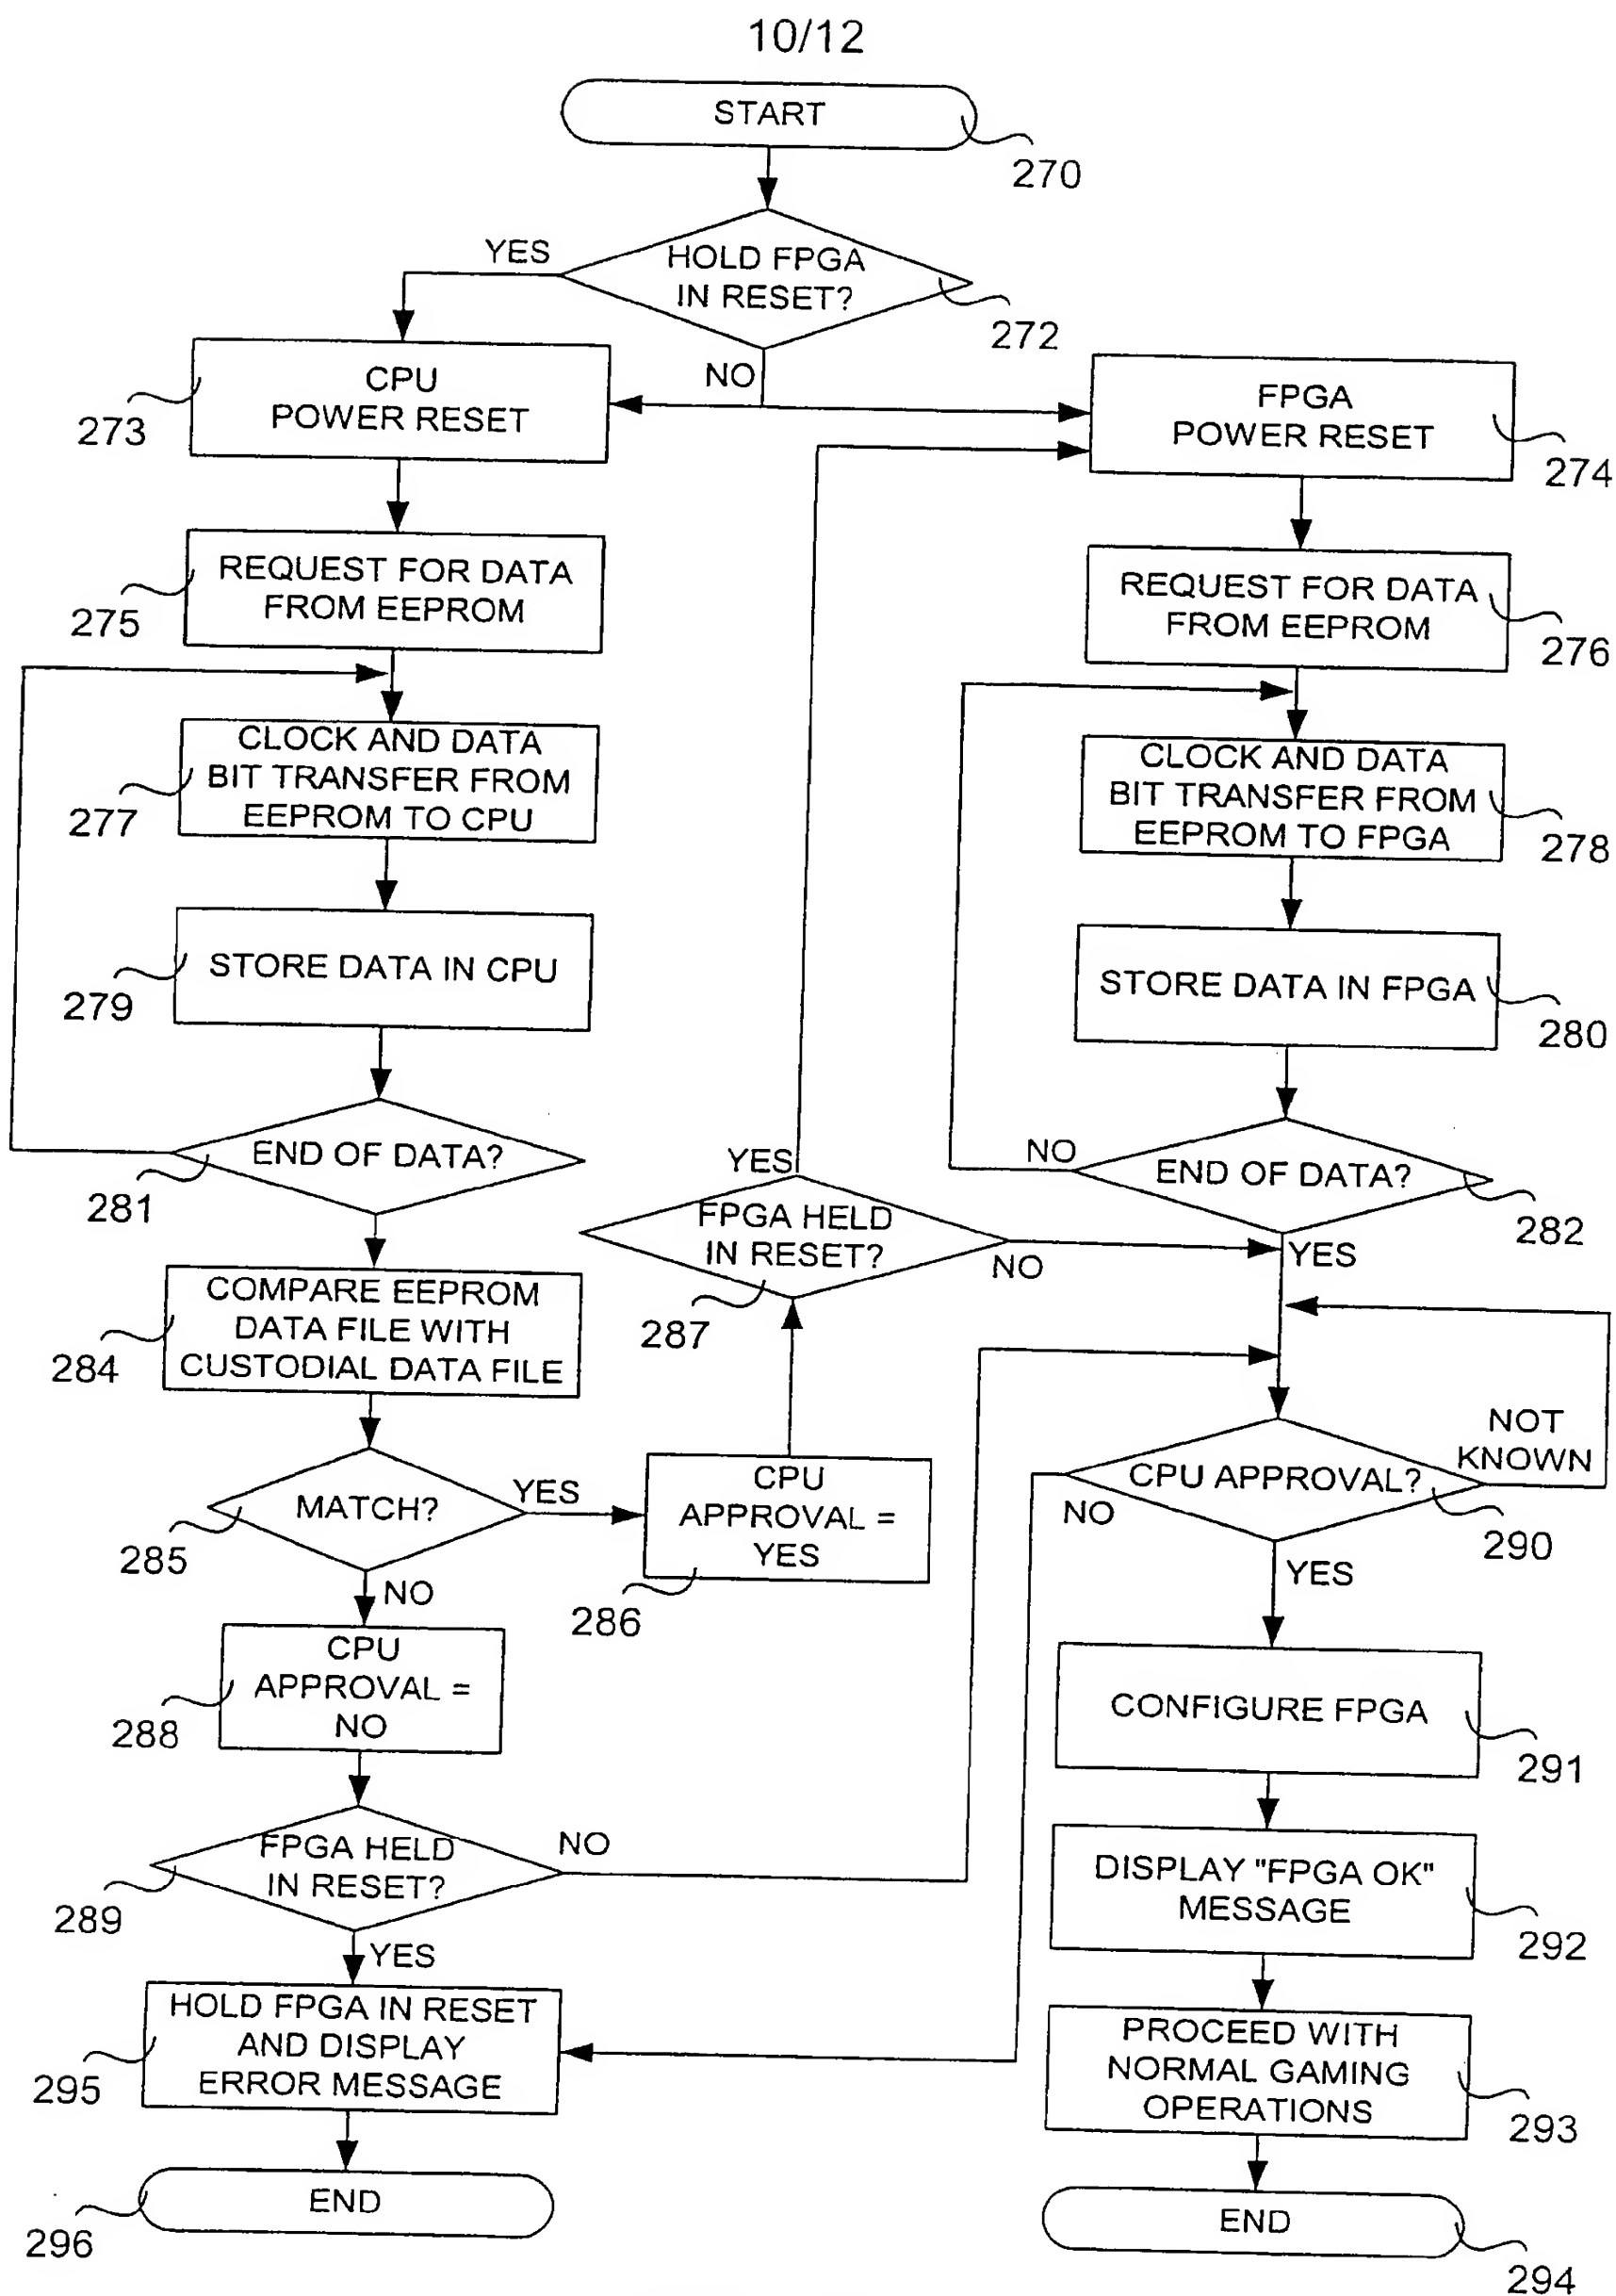 10/12
START
270
YES
HOLD FPGA
IN RESET?
272
NO
CPU
POWER RESET
273
FPGA
POWER RESET
274
REQUEST FOR DATA
FROM EEPROM
275
REQUEST FOR DATA
FROM EEPROM
276
CLOCK AND DATA
BIT TRANSFER FROM
EEPROM TO CPU
277
CLOCK AND DATA
BIT TRANSFER FROM
EEPROM TO FPGA
278
STORE DATA IN CPU
279
STORE DATA IN FPGA
280
END OF DATA?
281
NO
END OF DATA?
282
YES
YES
FPGA HELD
IN RESET?
287
NO
COMPARE EEPROM
DATA FILE WITH
CUSTODIAL DATA FILE
284
MATCH?
285
YES
CPU
APPROVAL =
YES
286
NOT
KNOWN
CPU APPROVAL?
NO
290
YES
NO
CPU
APPROVAL =
NO
288
CONFIGURE FPGA
291
FPGA HELD
IN RESET?
289
NO
YES
DISPLAY "FPGA OK"
MESSAGE
292
HOLD FPGA IN RESET
AND DISPLAY
ERROR MESSAGE
295
PROCEED WITH
NORMAL GAMING
OPERATIONS
293
END
296
END
294